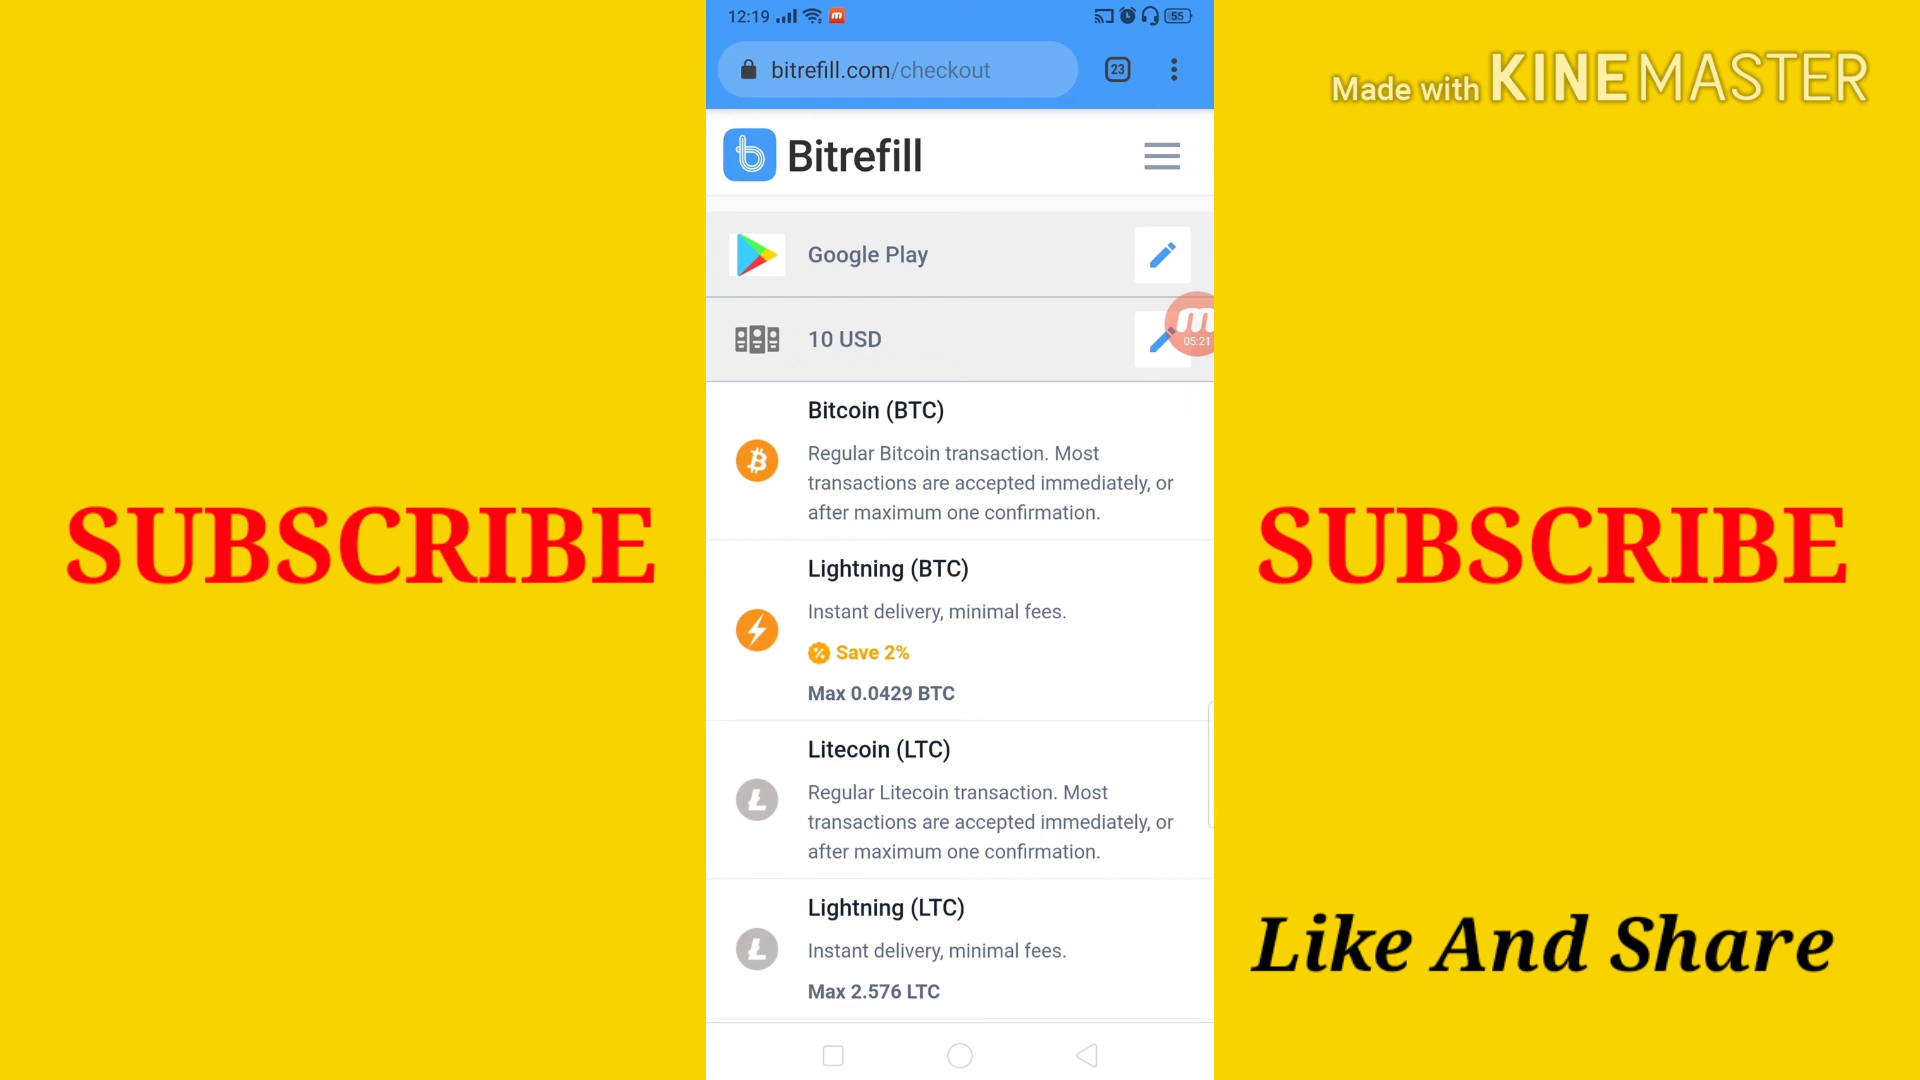 12:19
55
bitrefill.com/checkout
23
Made with KINEMASTER
Bitrefill
Google Play
10 USD
05:21
Bitcoin (BTC)
Regular Bitcoin transaction. Most
transactions are accepted immediately, or
after maximum one confirmation.
SUBSCRIBE
SUBSCRIBE
Lightning (BTC)
Instant delivery, minimal fees.
Save 2%
Max 0.0429 BTC
Litecoin (LTC)
Regular Litecoin transaction. Most
transactions are accepted immediately, or
after maximum one confirmation.
Lightning (LTC)
Instant delivery, minimal fees.
Max 2.576 LTC
Like And Share